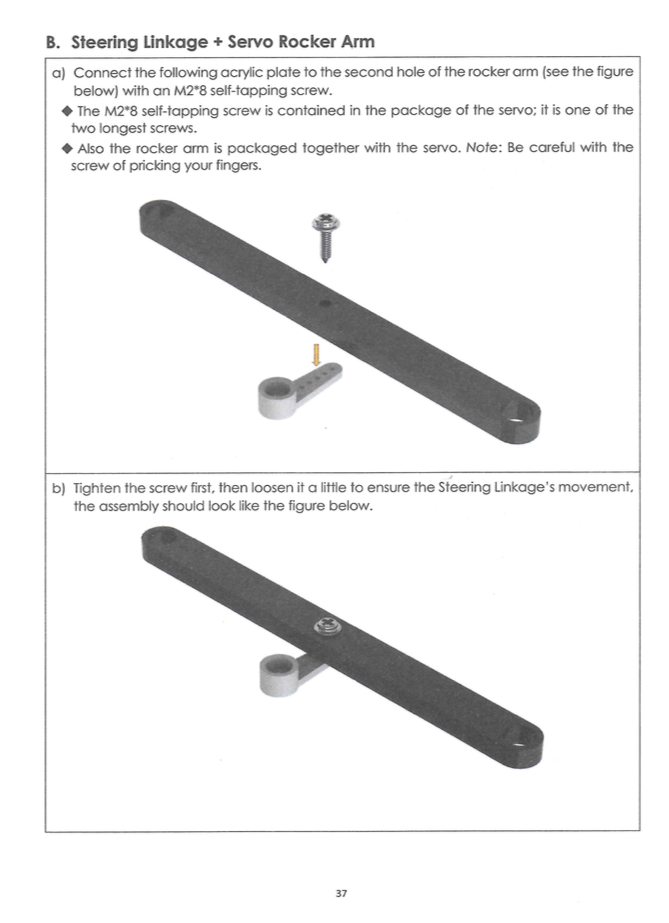 B. Steering Linkage + Servo Rocker Arm
a) Connect the following acrylic plate to the second hole of the rocker arm (see the figure
below) with an M2*8 self-tapping screw.
◆ The M2*8 self-tapping screw is contained in the package of the servo; it is one of the
two longest screws.
◆ Also the rocker arm is packaged together with the servo. Note: Be careful with the
screw of pricking your fingers.
b) Tighten the screw first, then loosen it a little to ensure the Steering Linkage's movement,
the assembly should look like the figure below.
37